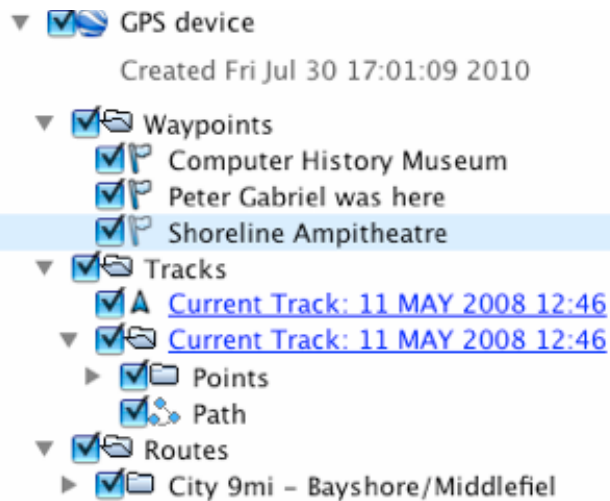 GPS device
Created Fri Jul 30 17:01:09 2010
Waypoints
Computer History Museum
Peter Gabriel was here
Shoreline Ampitheatre
Tracks
Current Track: 11 MAY 2008 12:46
Current Track: 11 MAY 2008 12:46
Points
Path
Routes
City 9mi – Bayshore/Middlefiel